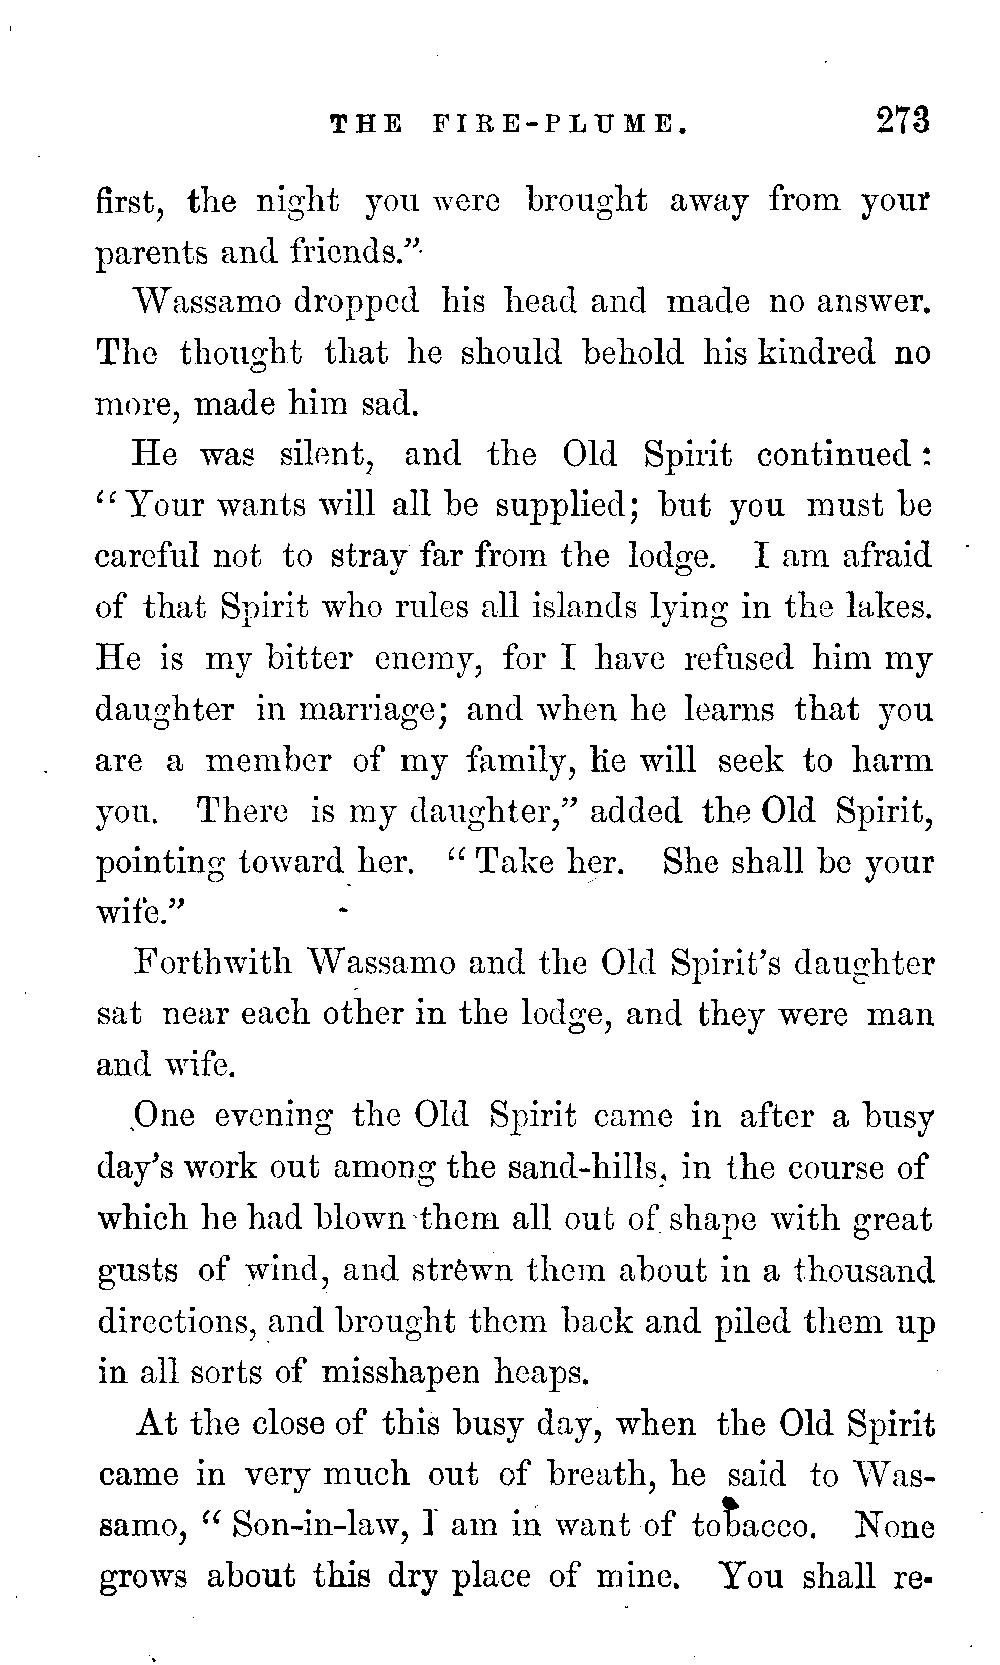 THE FIRE-PLUME. 273
first, the night you were brought away from your
parents and friends."
Wassamo dropped his head and made no answer.
The thought that he should behold his kindred no
more, made him sad.
He was silent, and the Old Spirit continued:
"Your wants will all be supplied; but you must be
careful not to stray far from the lodge. I am afraid
of that Spirit who rules all islands lying in the lakes.
He is my bitter enemy, for I have refused him my
daughter in marriage; and when he learns that you
are a member of my family, he will seek to harm
you. There is my daughter," added the Old Spirit,
pointing toward her. "Take her. She shall be your
wife."
Forthwith Wassamo and the Old Spirit's daughter
sat near each other in the lodge, and they were man
and wife.
One evening the Old Spirit came in after a busy
day's work out among the sand-hills, in the course of
which he had blown them all out of shape with great
gusts of wind, and strewn them about in a thousand
directions, and brought them back and piled them up
in all sorts of misshapen heaps.
At the close of this busy day, when the Old Spirit
came in very much out of breath, he said to Was-
samo, "Son-in-law, I am in want of tobacco. None
grows about this dry place of mine. You shall re-